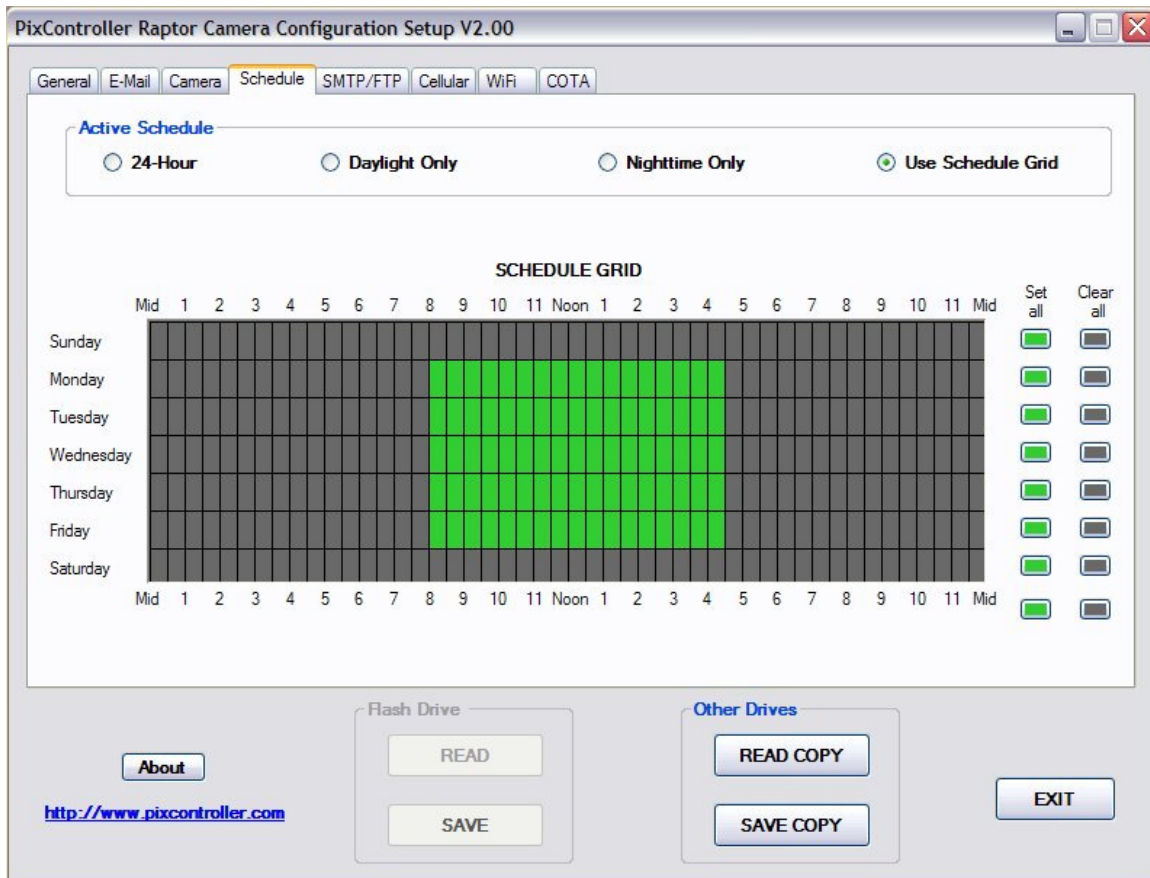 PixController Raptor Camera Configuration Setup V2.00
General E-Mail Camera Schedule SMTP/FTP Cellular WiFi COTA
Active Schedule
24-Hour Daylight Only Nighttime Only Use Schedule Grid
SCHEDULE GRID
Mid 1 2 3 4 5 6 7 8 9 10 11 Noon 1 2 3 4 5 6 7 8 9 10 11 Mid
Set all
Clear all
Sunday
Monday
Tuesday
Wednesday
Thursday
Friday
Saturday
Mid 1 2 3 4 5 6 7 8 9 10 11 Noon 1 2 3 4 5 6 7 8 9 10 11 Mid
Flash Drive
READ
SAVE
Other Drives
READ COPY
SAVE COPY
About
http://www.pixcontroller.com
EXIT